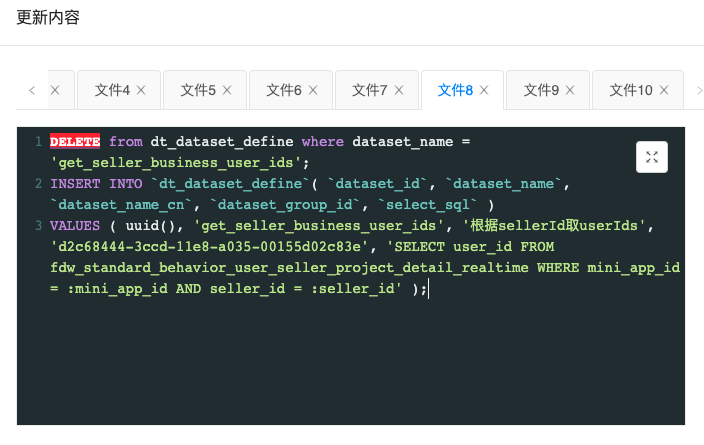 更新内容
文件4 文件5 文件6 文件7 文件8 文件9 文件10
1 DELETE from dt_dataset_define where dataset_name =
'get_seller_business_user_ids';
2 INSERT INTO `dt_dataset_define`( `dataset_id`, `dataset_name`,
`dataset_name_cn`, `dataset_group_id`, `select_sql` )
3 VALUES ( uuid(), 'get_seller_business_user_ids', '根据sellerId取userIds',
'd2c68444-3ccd-11e8-a035-00155d02c83e', 'SELECT user_id FROM
fdw_standard_behavior_user_seller_project_detail_realtime WHERE mini_app_id
= :mini_app_id AND seller_id = :seller_id' );